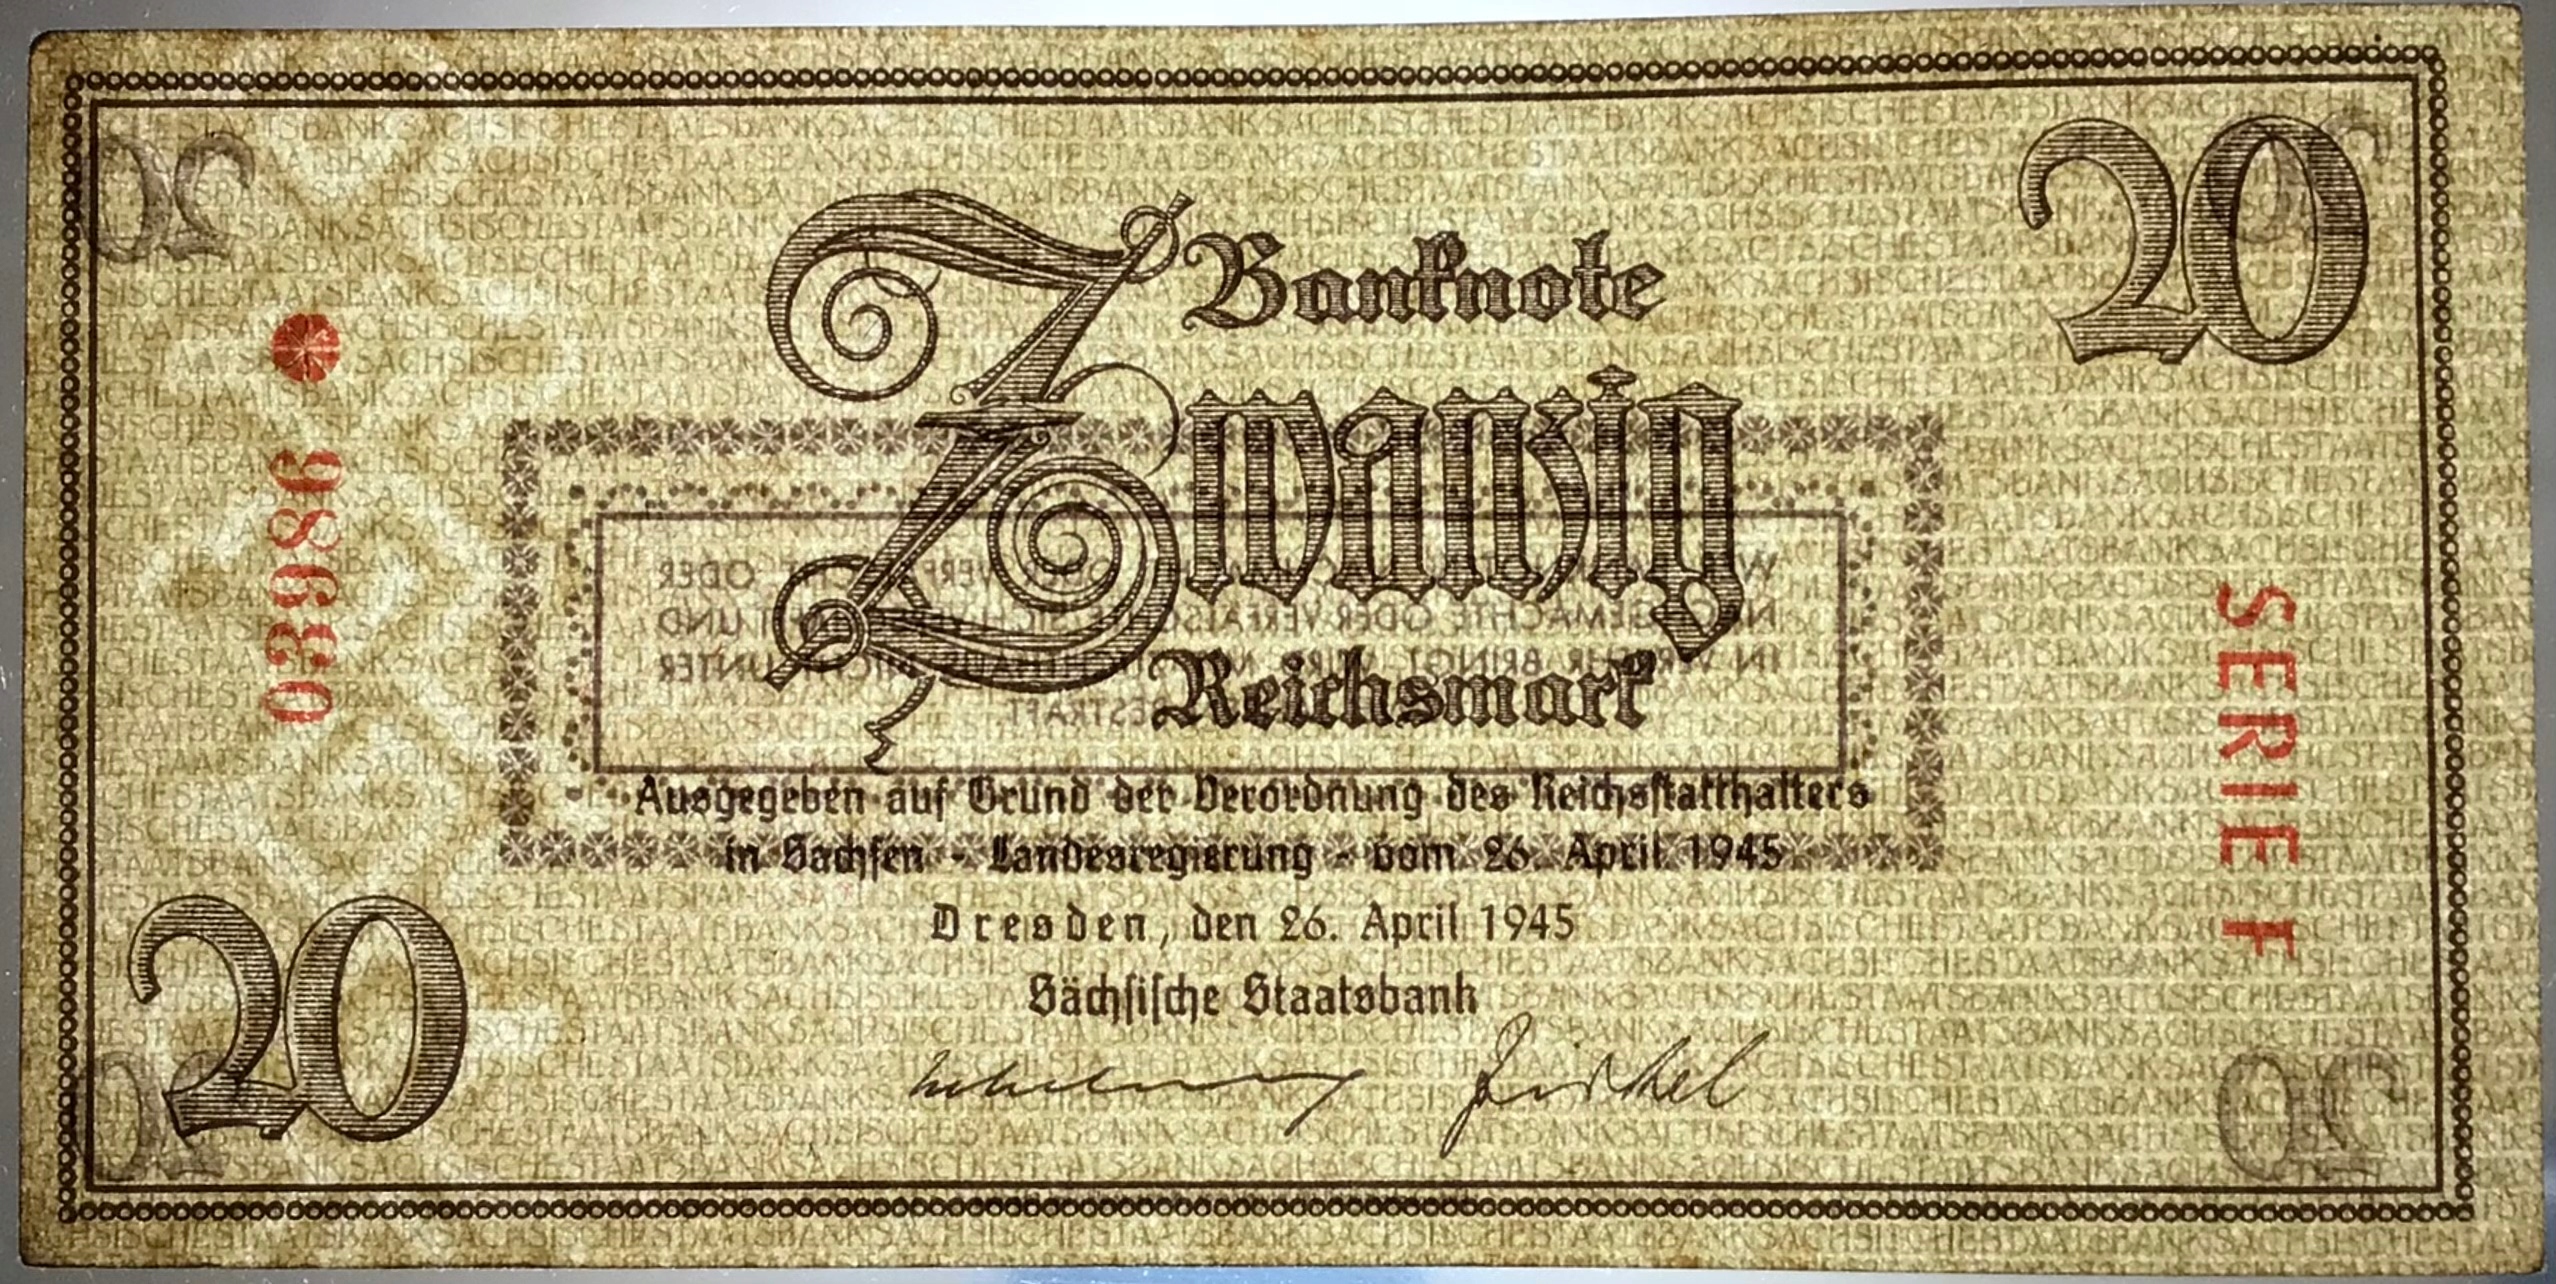 20
Banknote
Zwanzig
Reichsmark
Ausgegeben auf Grund der Verordnung des Reichsstatthalters
in Sachsen - Landesregierung - vom 26. April 1945
Dresden, den 26. April 1945
Sächsische Staatsbank
20
039986
SERIE F